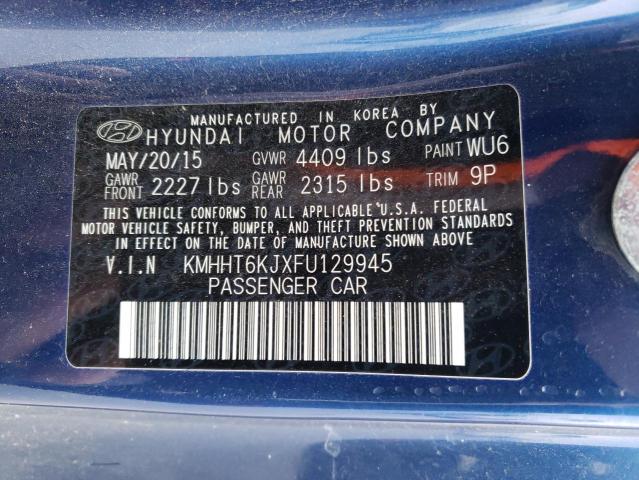 MANUFACTURED IN KOREA BY
HYUNDAI MOTOR COMPANY
MAY/20/15 GVWR 4409 lbs PAINT WU6
GAWR FRONT 2227 lbs GAWR REAR 2315 lbs TRIM 9P
THIS VEHICLE CONFORMS TO ALL APPLICABLE U.S.A. FEDERAL
MOTOR VEHICLE SAFETY, BUMPER, AND THEFT PREVENTION STANDARDS
IN EFFECT ON THE DATE OF MANUFACTURE SHOWN ABOVE
V.I.N KMHHT6KJXFU129945
PASSENGER CAR